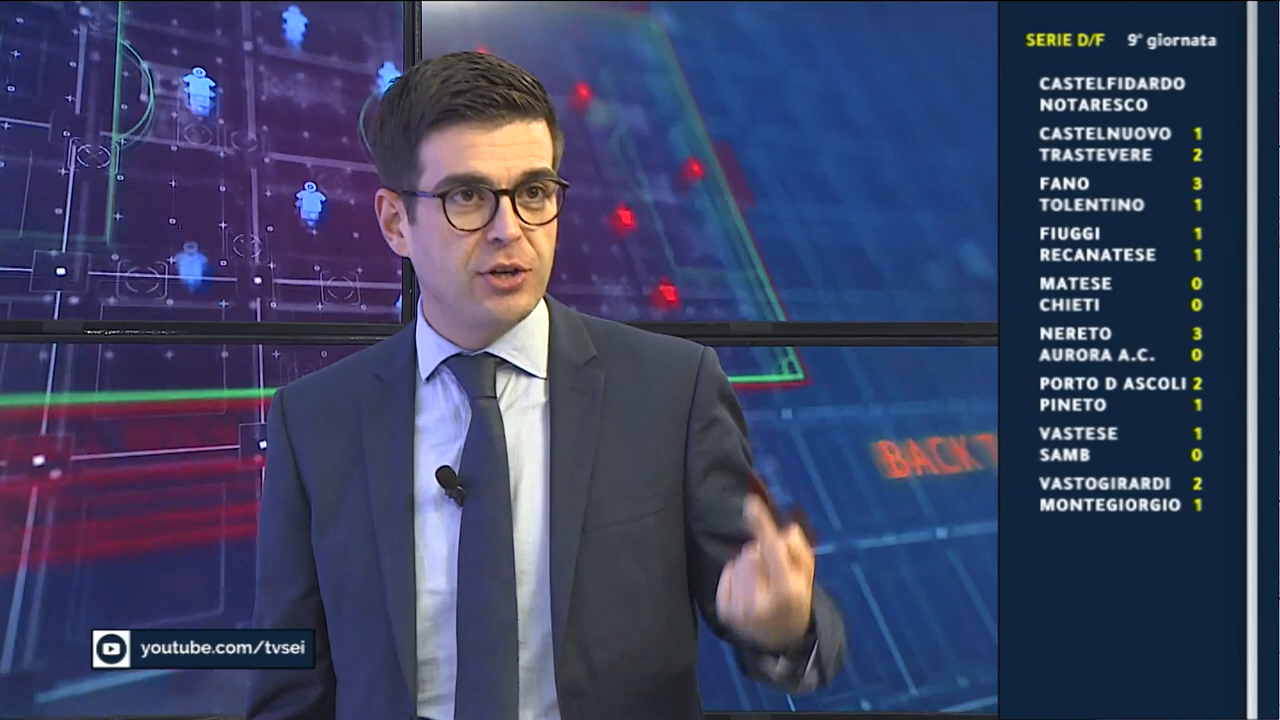 SERIE D/F 9ª giornata
CASTELFIDARDO
NOTARESCO
CASTELNUOVO 1
TRASTEVERE 2
FANO 3
TOLENTINO 1
FIUGGI 1
RECANATESE 1
MATESE 0
CHIETI 0
NERETO 3
AURORA A.C. 0
PORTO D ASCOLI 2
PINETO 1
VASTESE 1
SAMB 0
VASTOGIRARDI 2
MONTEGIORGIO 1
BACK T
youtube.com/tvsei